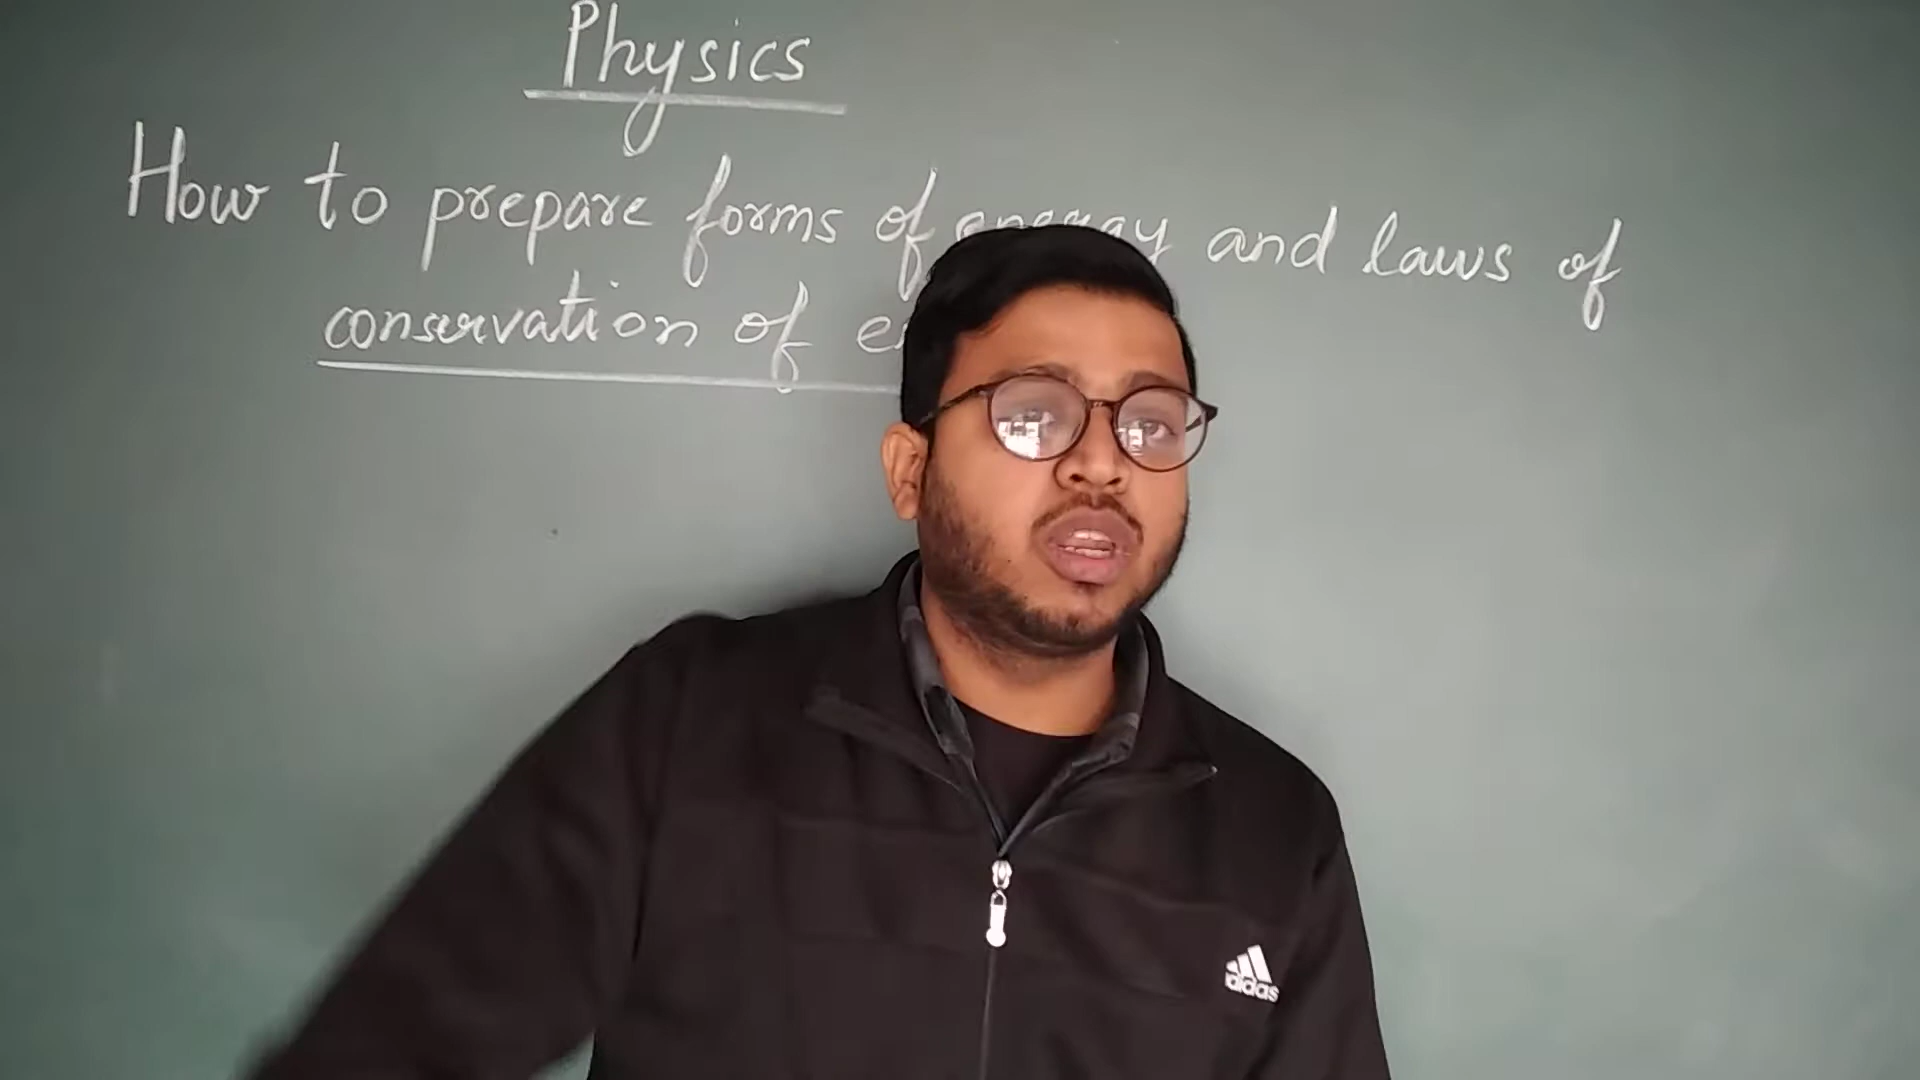 Physics
How to prepare forms of energy and laws of
conservation of
adidas